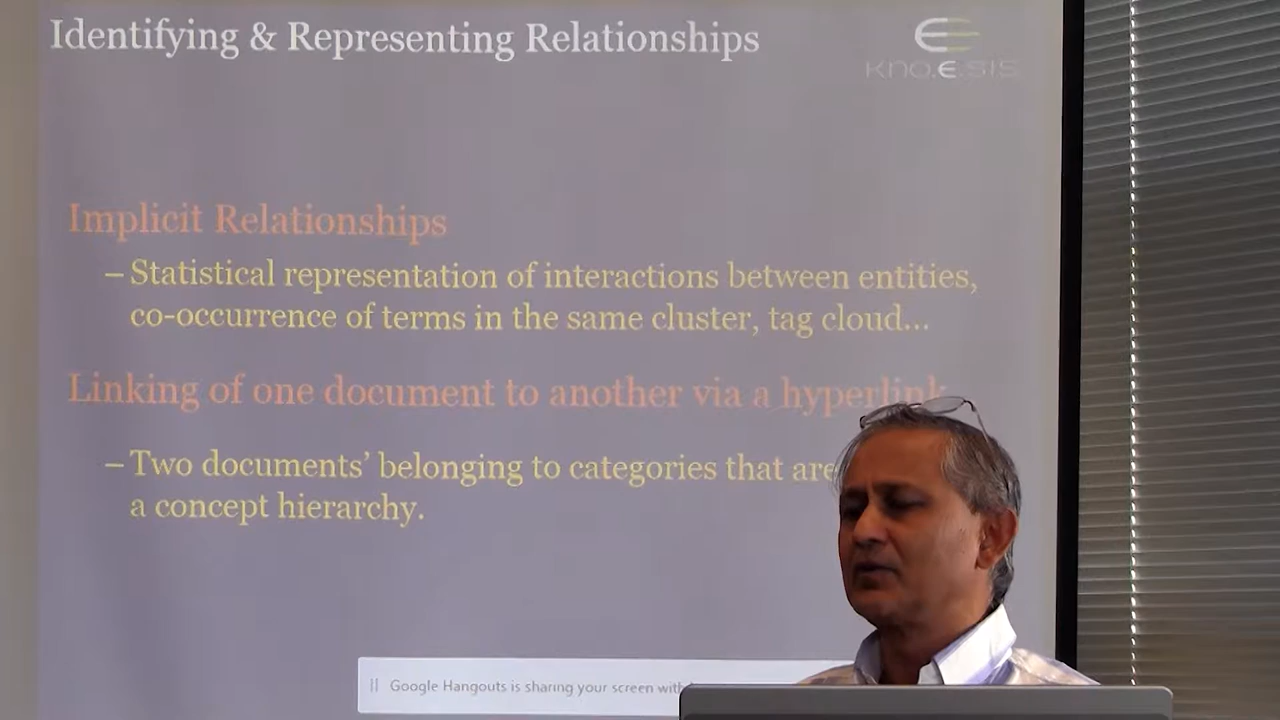 Identifying & Representing Relationships
kno.e.sis
Implicit Relationships
– Statistical representation of interactions between entities,
co-occurrence of terms in the same cluster, tag cloud...
Linking of one document to another via a hyperlink
– Two documents’ belonging to categories that are
a concept hierarchy.
Google Hangouts is sharing your screen with